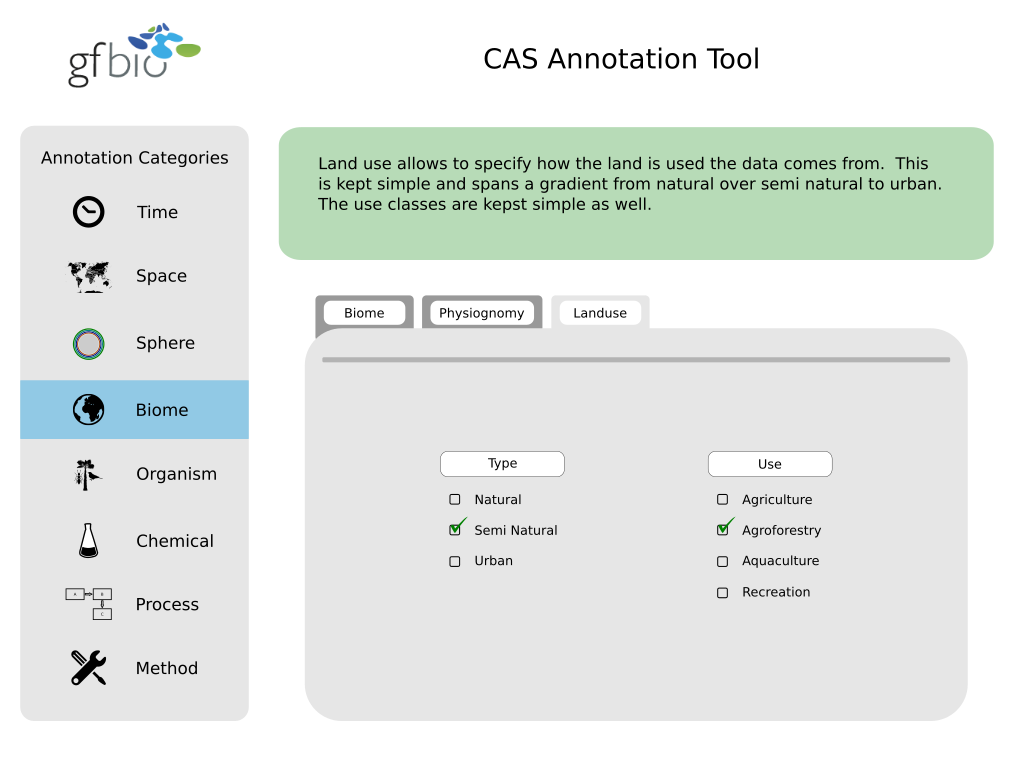 gfbio
CAS Annotation Tool
Annotation Categories
Time
Space
Sphere
Biome
Organism
Chemical
Process
Method
Land use allows to specify how the land is used the data comes from.  This
is kept simple and spans a gradient from natural over semi natural to urban.
The use classes are kepst simple as well.
Biome
Physiognomy
Landuse
Type
Natural
Semi Natural
Urban
Use
Agriculture
Agroforestry
Aquaculture
Recreation
A
B
C